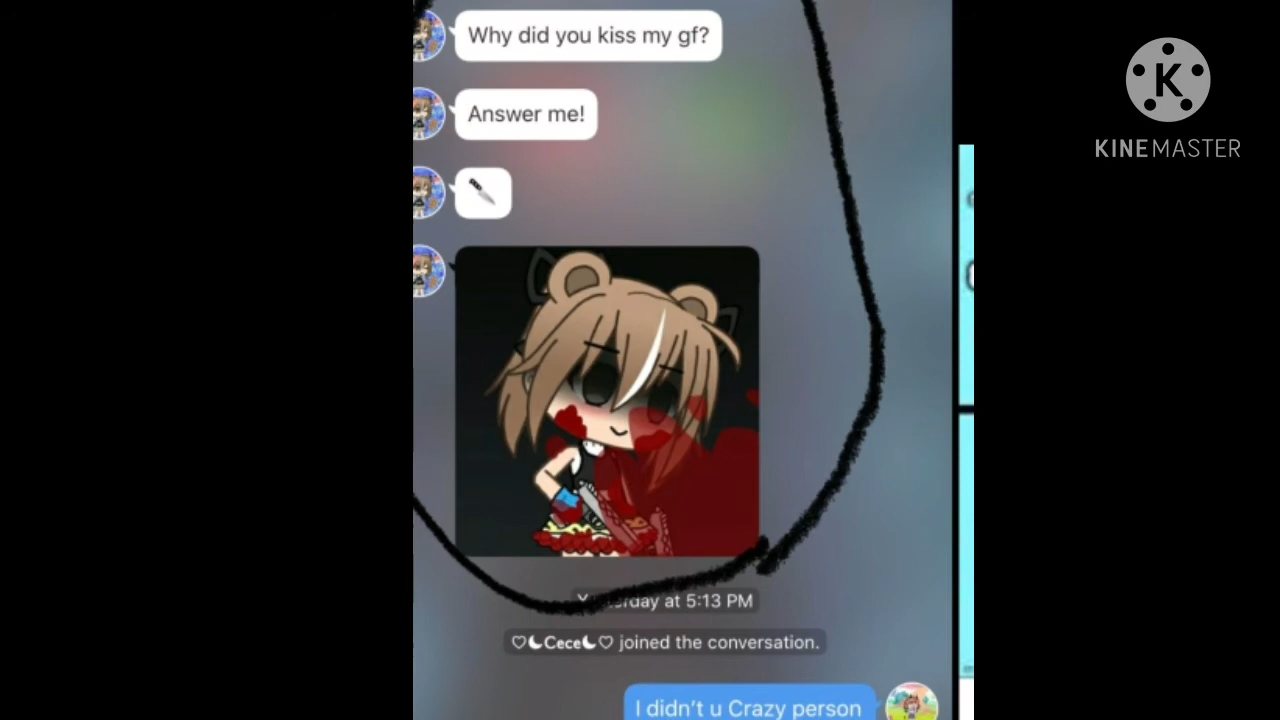 Why did you kiss my gf?
Answer me!
🔪
Yesterday at 5:13 PM
♡☾Cece☾♡ joined the conversation.
I didn't u Crazy person
KINEMASTER